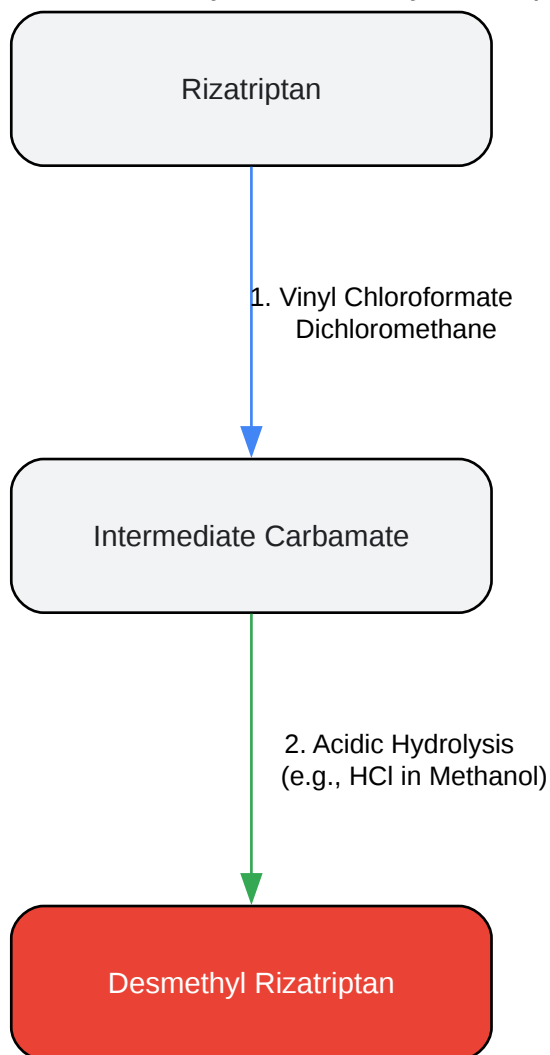 Rizatriptan
1. Vinyl Chloroformate
Dichloromethane
Intermediate Carbamate
2. Acidic Hydrolysis
(e.g., HCl in Methanol)
Desmethyl Rizatriptan